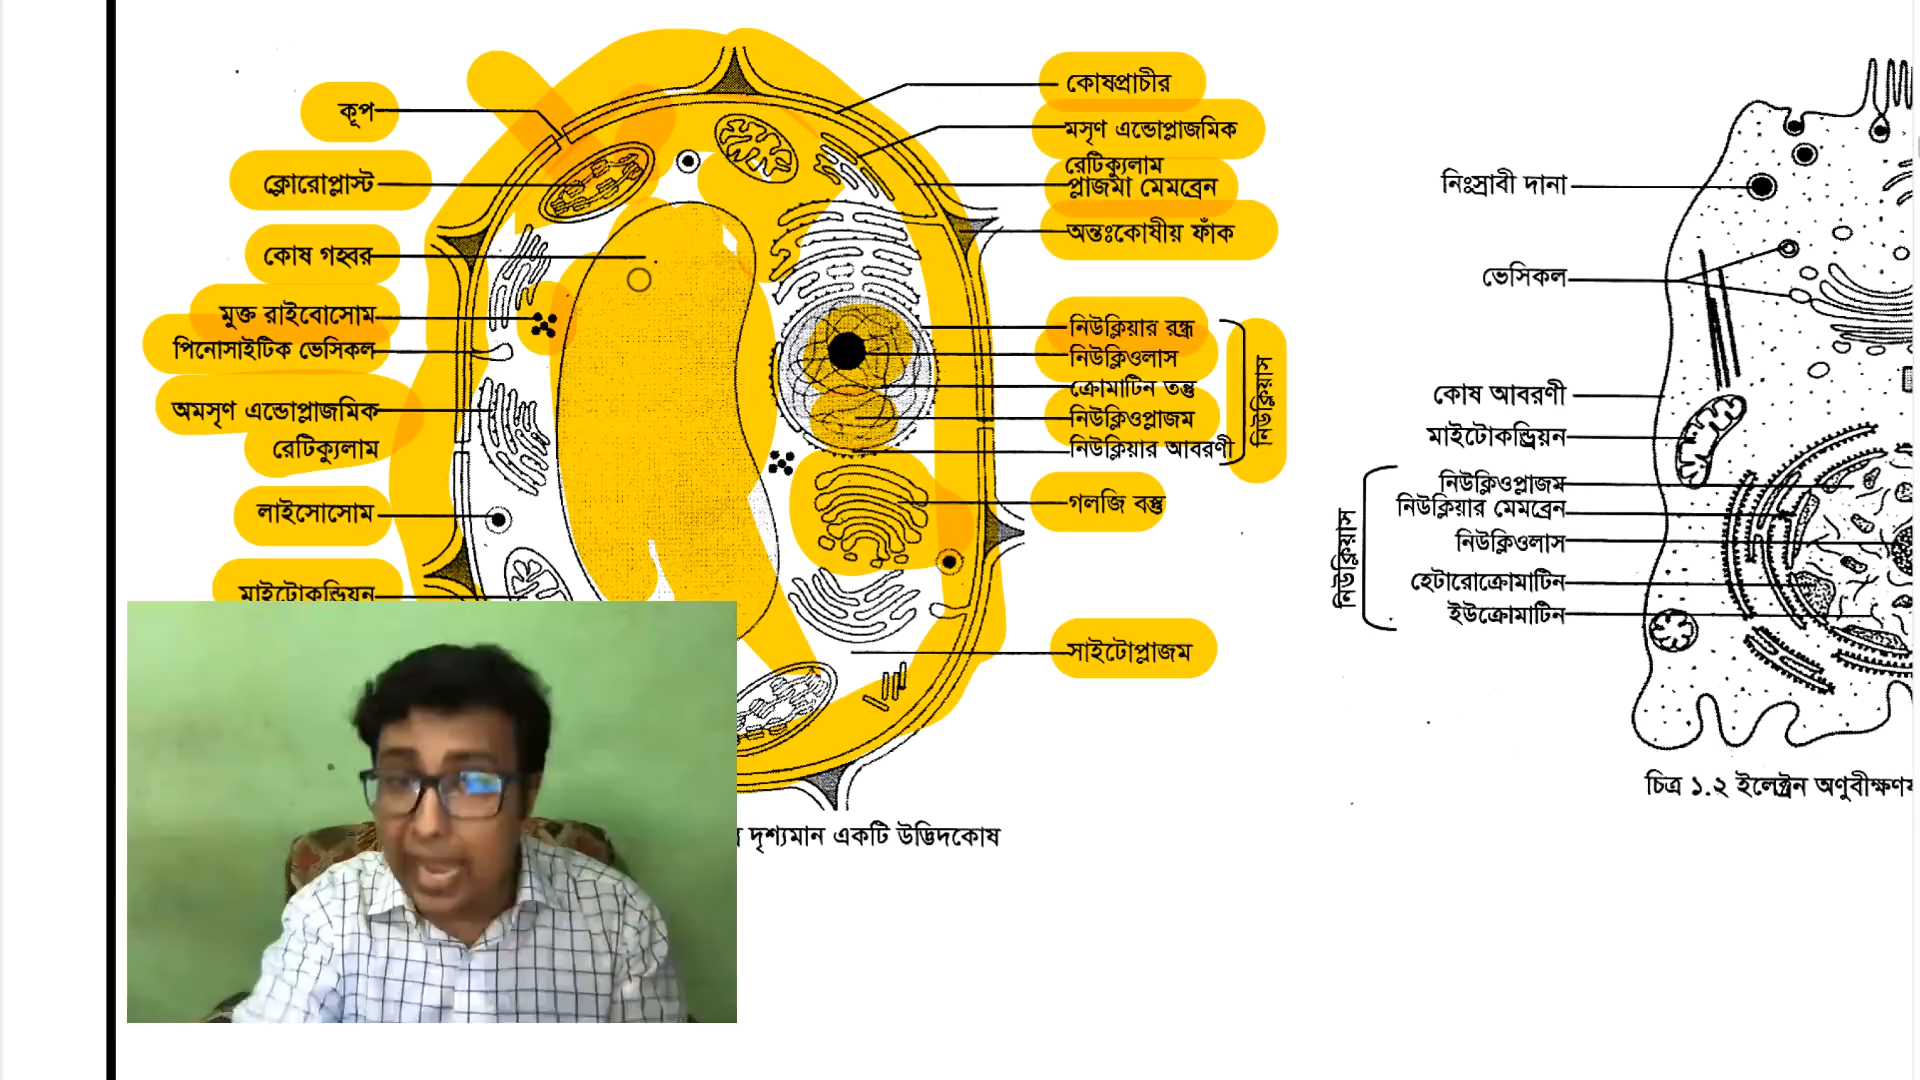 কূপ
ক্লোরোপ্লাস্ট
কোষ গহ্বর
মুক্ত রাইবোসোম
পিনোসাইটিক ভেসিকল
অমসৃণ এন্ডোপ্লাজমিক
রেটিক্যুলাম
লাইসোসোম
মাইটোকন্ড্রিয়ন
কোষপ্রাচীর
মসৃণ এন্ডোপ্লাজমিক
রেটিক্যুলাম
প্লাজমা মেমব্রেন
অন্তঃকোষীয় ফাঁক
নিউক্লিয়ার রন্ধ্র
নিউক্লিওলাস
ক্রোমাটিন তন্তু
নিউক্লিওপ্লাজম
নিউক্লিয়ার আবরণী
নিউক্লিয়াস
গলজি বস্তু
সাইটোপ্লাজম
দৃশ্যমান একটি উদ্ভিদকোষ
নিঃস্রাবী দানা
ভেসিকল
কোষ আবরণী
মাইটোকন্ড্রিয়ন
নিউক্লিওপ্লাজম
নিউক্লিয়ার মেমব্রেন
নিউক্লিওলাস
হেটারোক্রোমাটিন
ইউক্রোমাটিন
নিউক্লিয়াস
চিত্র ১.২ ইলেক্ট্রন